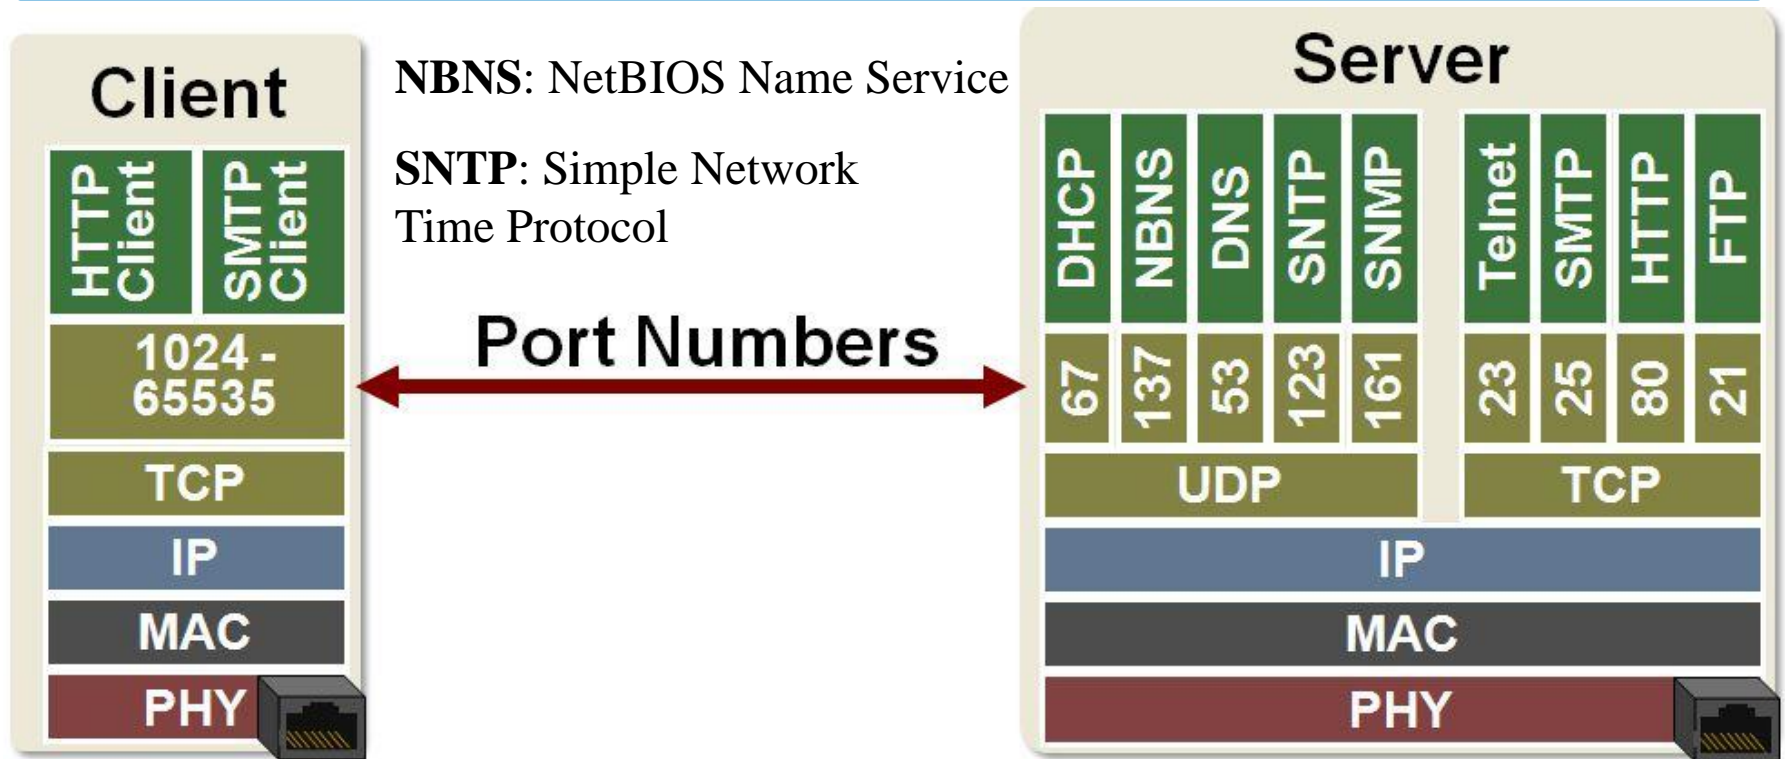 Client
HTTP
Client
SMTP
Client
1024 -
65535
TCP
IP
MAC
PHY
NBNS: NetBIOS Name Service
SNTP: Simple Network
Time Protocol
Port Numbers
Server
DHCP
NBNS
DNS
SNTP
SNMP
Telnet
SMTP
HTTP
FTP
67
137
53
123
161
23
25
80
21
UDP
TCP
IP
MAC
PHY